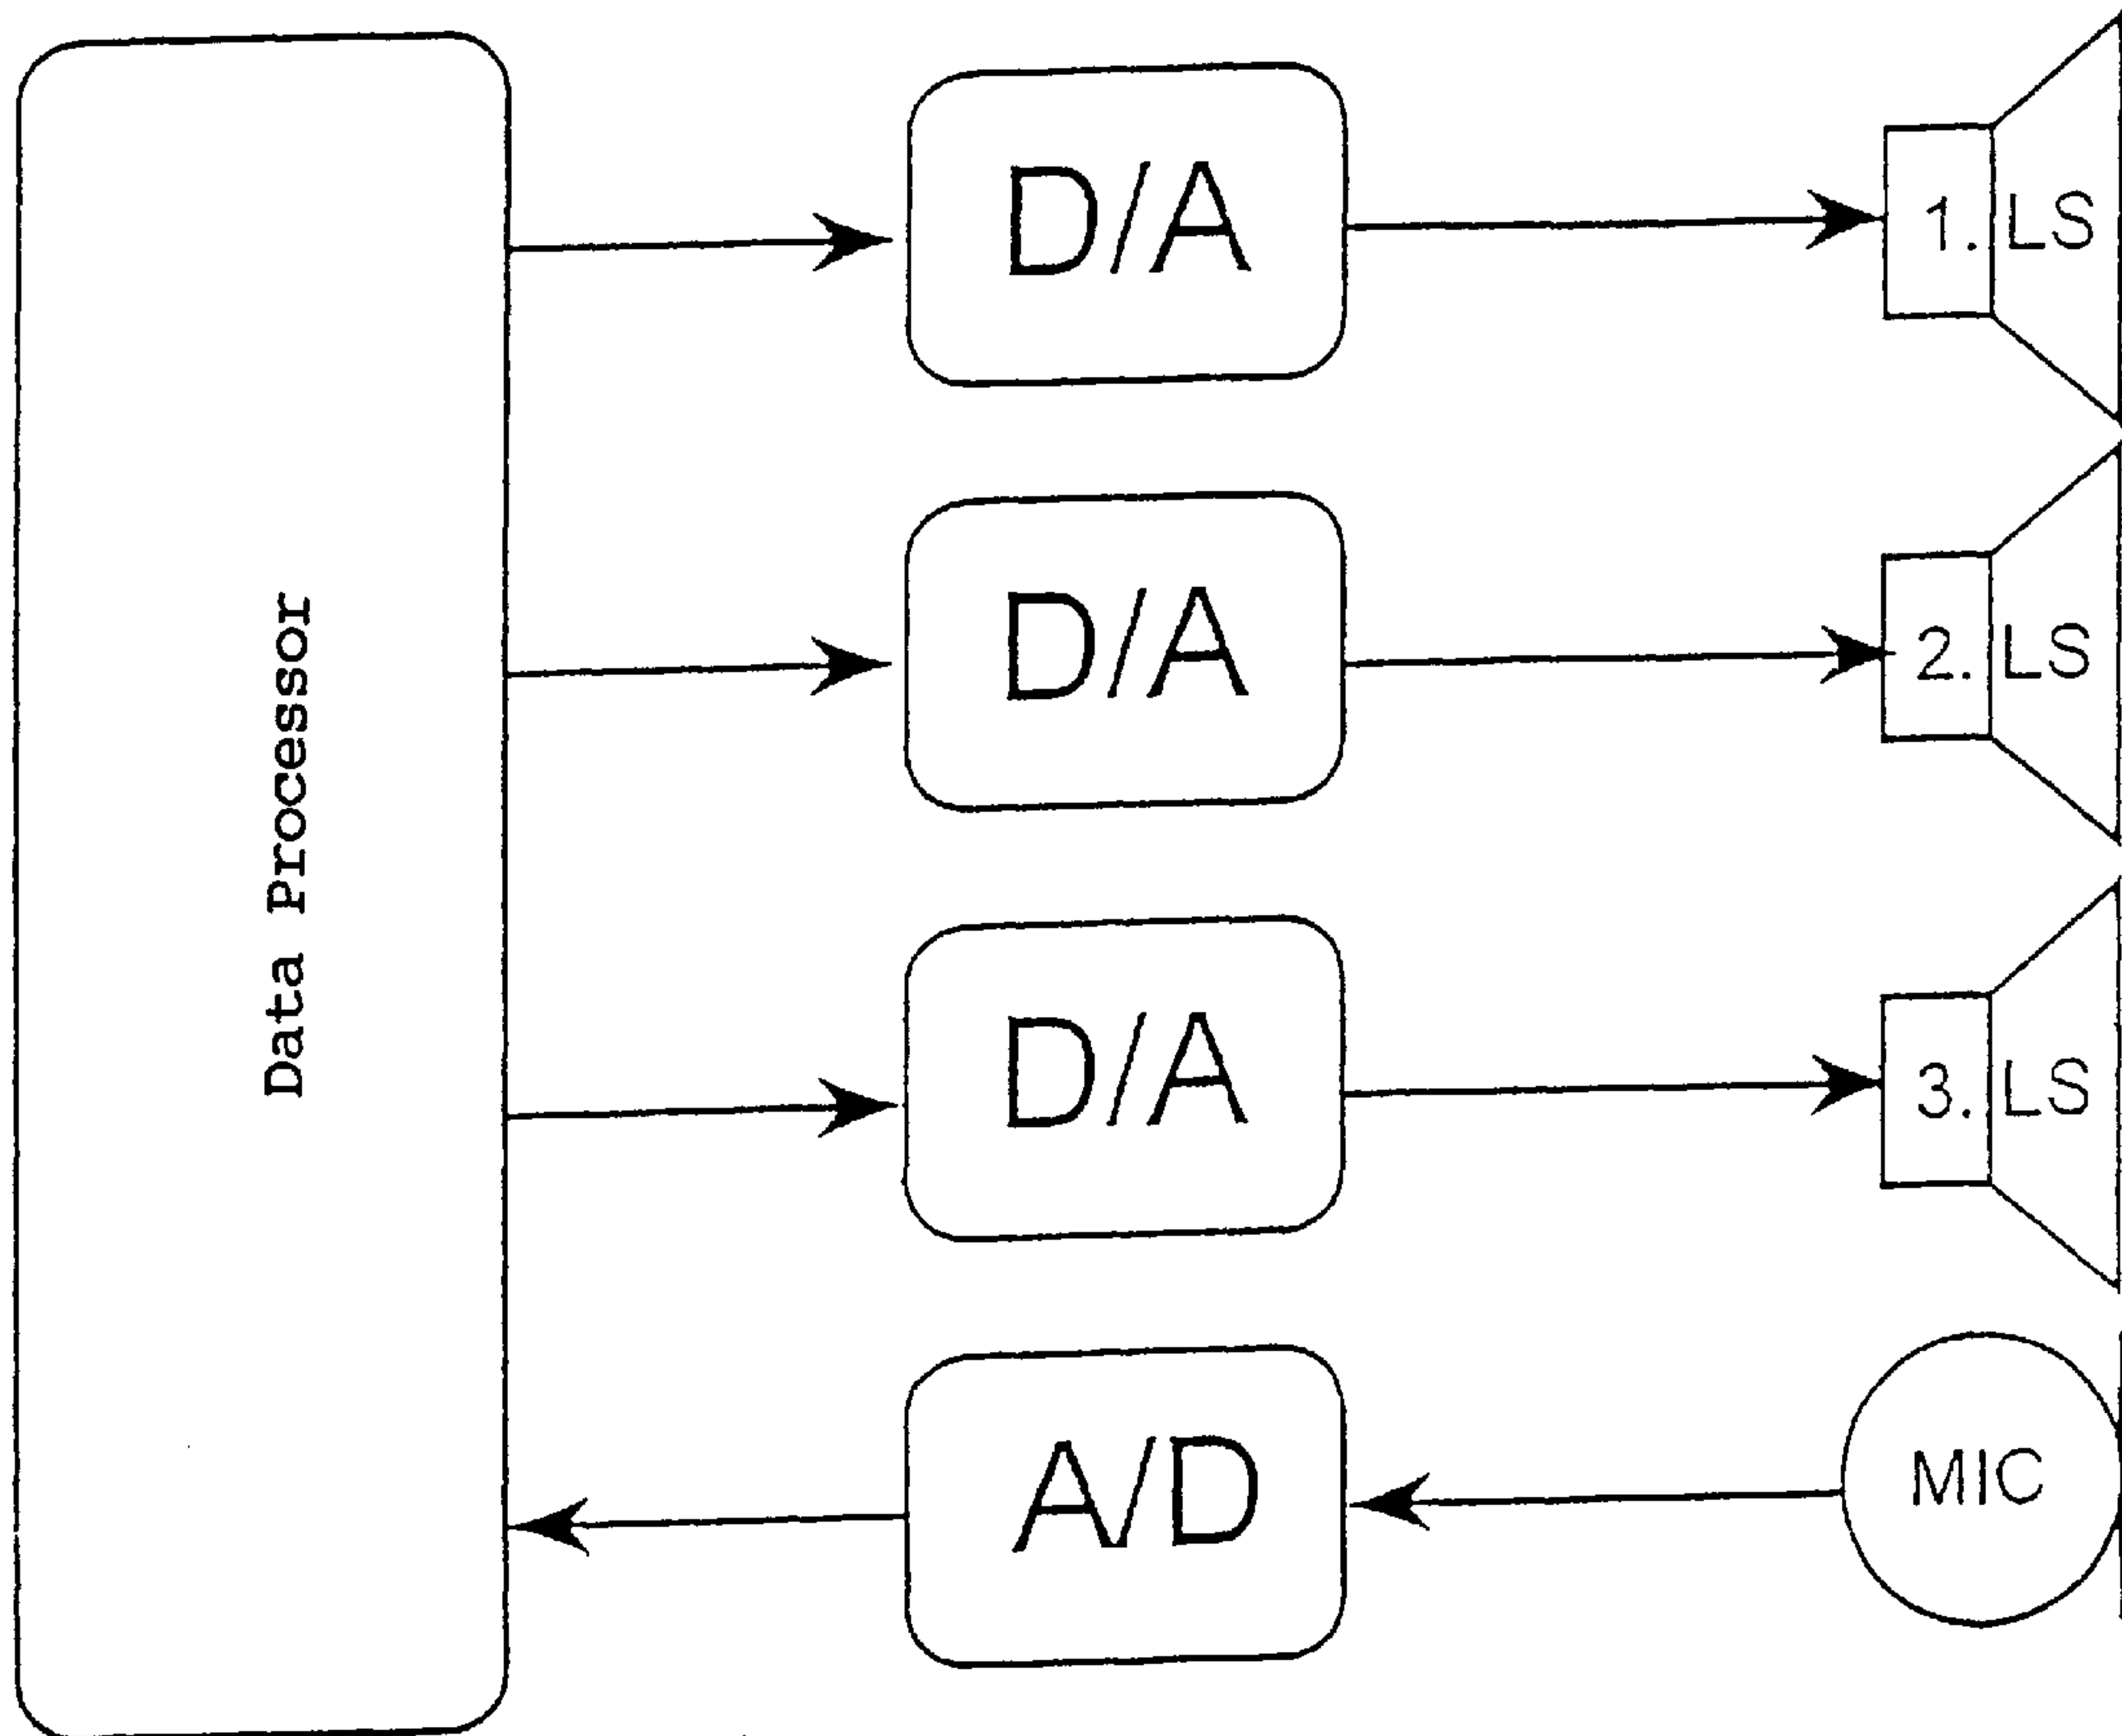 Data Processor
D/A
1. LS
D/A
2. LS
D/A
3. LS
A/D
MIC